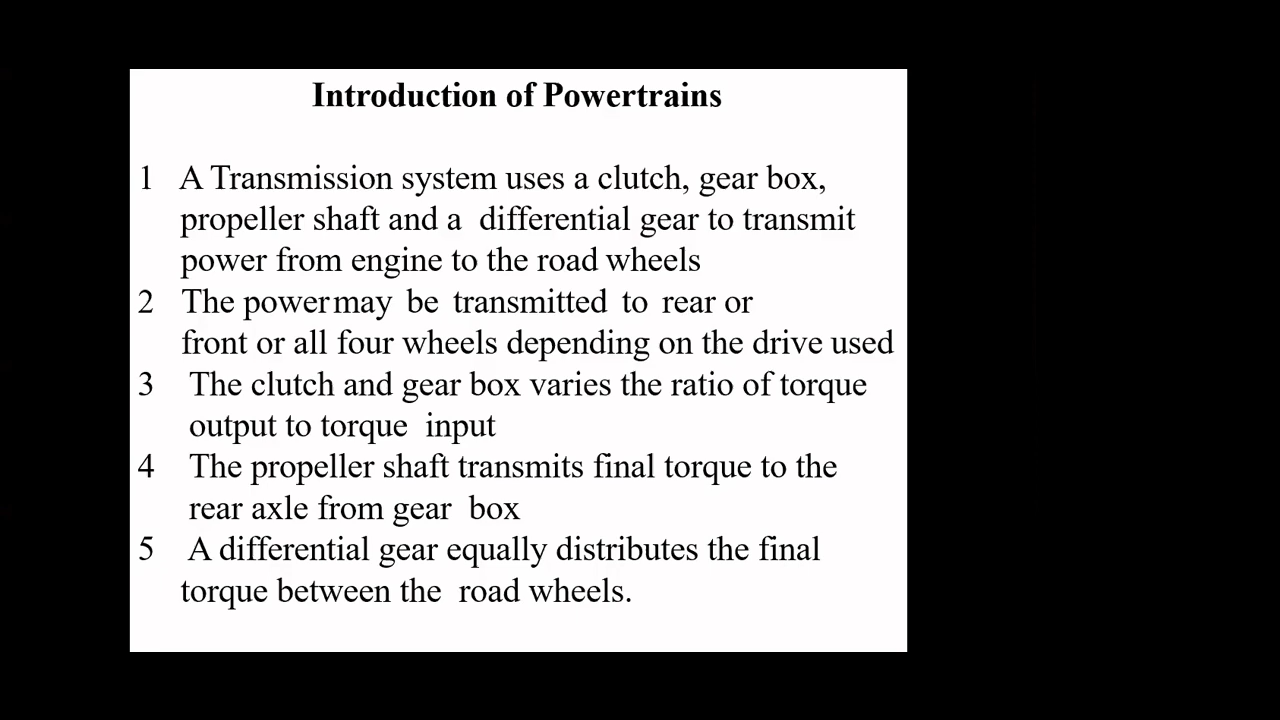 Introduction of Powertrains
1 A Transmission system uses a clutch, gear box,
propeller shaft and a differential gear to transmit
power from engine to the road wheels
2 The power may be transmitted to rear or
front or all four wheels depending on the drive used
3 The clutch and gear box varies the ratio of torque
output to torque input
4 The propeller shaft transmits final torque to the
rear axle from gear box
5 A differential gear equally distributes the final
torque between the road wheels.